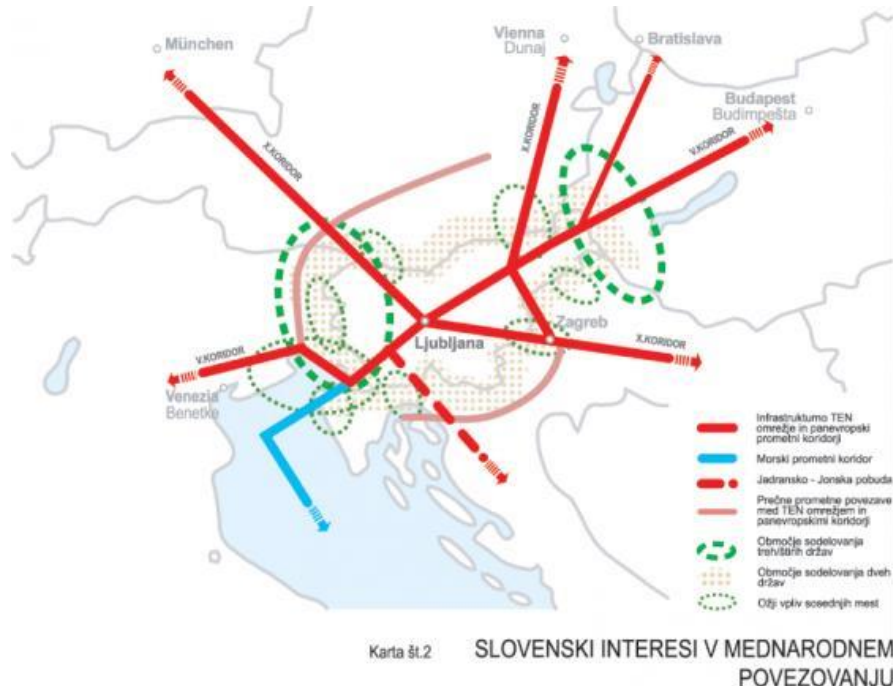 München
Vienna
Dunaj
Bratislava
Budapest
Budimpešta
X.KORIDOR
X.KORIDOR
V.KORIDOR
Ljubljana
Zagreb
V.KORIDOR
X.KORIDOR
Venezia
Benetke
Infrastrukturno TEN
omrežje in panevropski
prometni koridorji
Morski prometni koridor
Jadransko - Jonska pobuda
Prečne prometne povezave
med TEN omrežjem in
panevropskimi koridorji
Območje sodelovanja
treh/štirih držav
Območje sodelovanja dveh
držav
Ožji vpliv sosednjih mest
Karta št.2
SLOVENSKI INTERESI V MEDNARODNEM
POVEZOVANJU